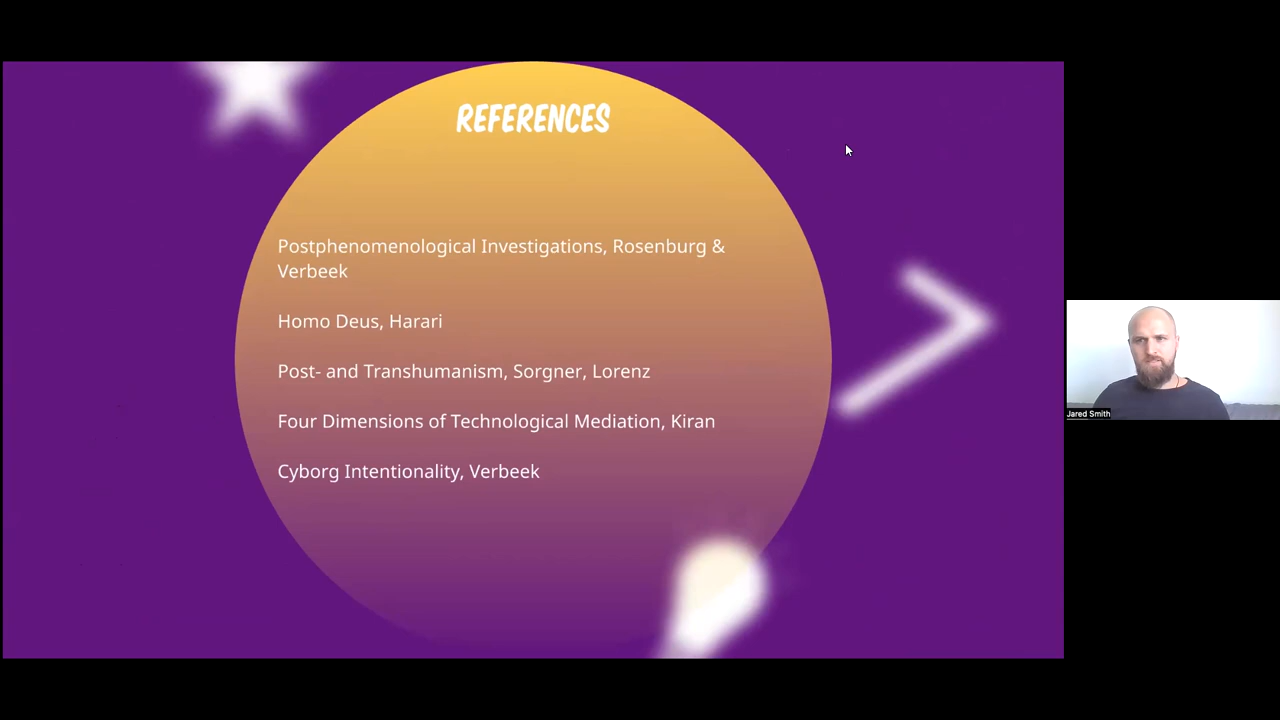 REFERENCES
Postphenomenological Investigations, Rosenburg &
Verbeek
Homo Deus, Harari
Post- and Transhumanism, Sorgner, Lorenz
Four Dimensions of Technological Mediation, Kiran
Cyborg Intentionality, Verbeek
Jared Smith